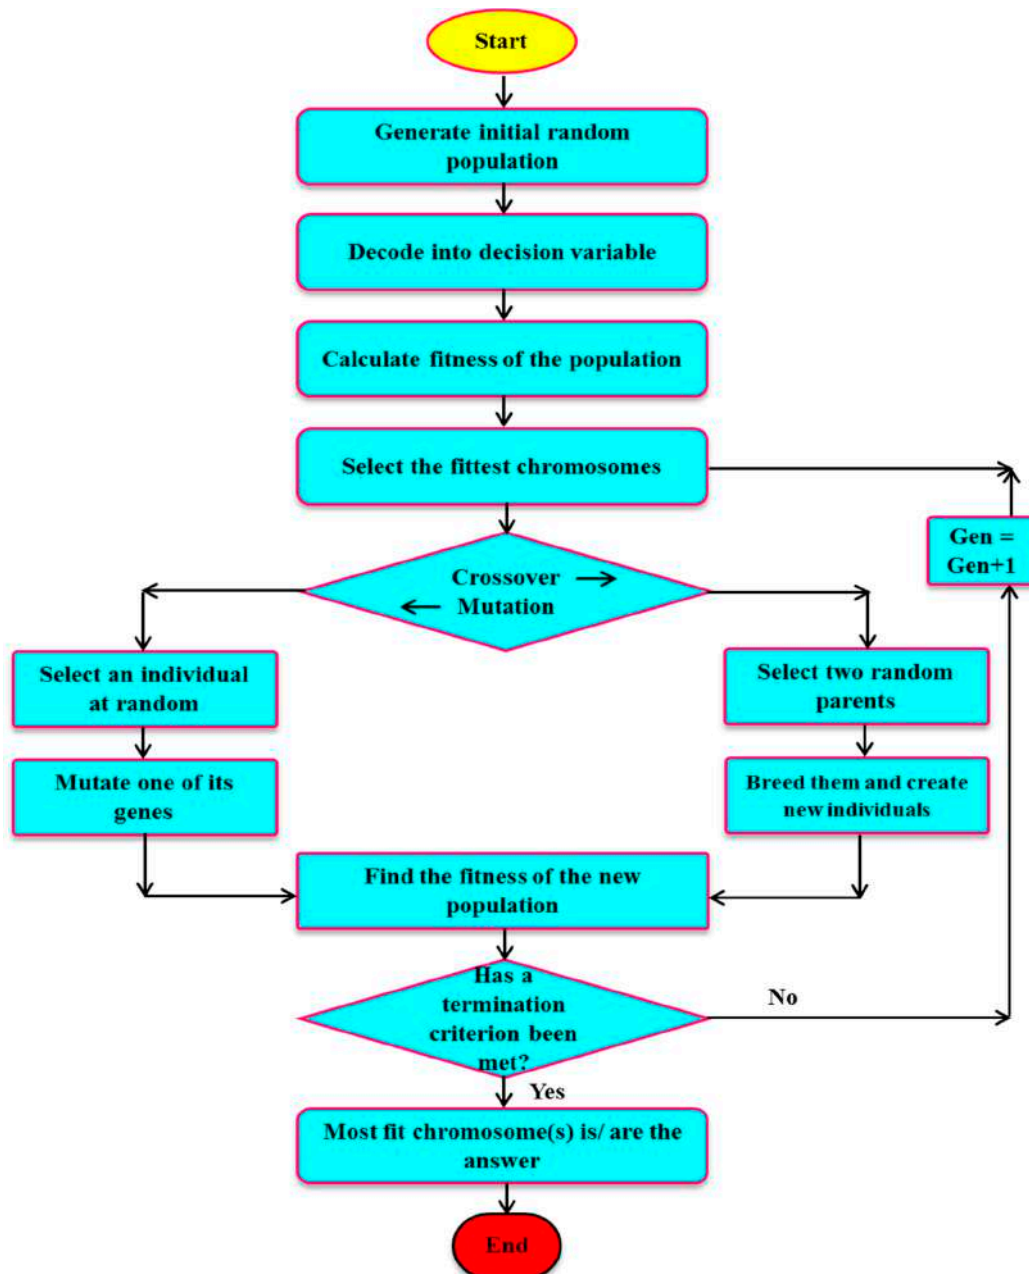 Start
Generate initial random
population
Decode into decision variable
Calculate fitness of the population
Select the fittest chromosomes
Gen =
Gen+1
Crossover
Mutation
Select an individual
at random
Select two random
parents
Mutate one of its
genes
Breed them and create
new individuals
Find the fitness of the new
population
Has a
termination
criterion been
met?
No
Yes
Most fit chromosome(s) is/ are the
answer
End